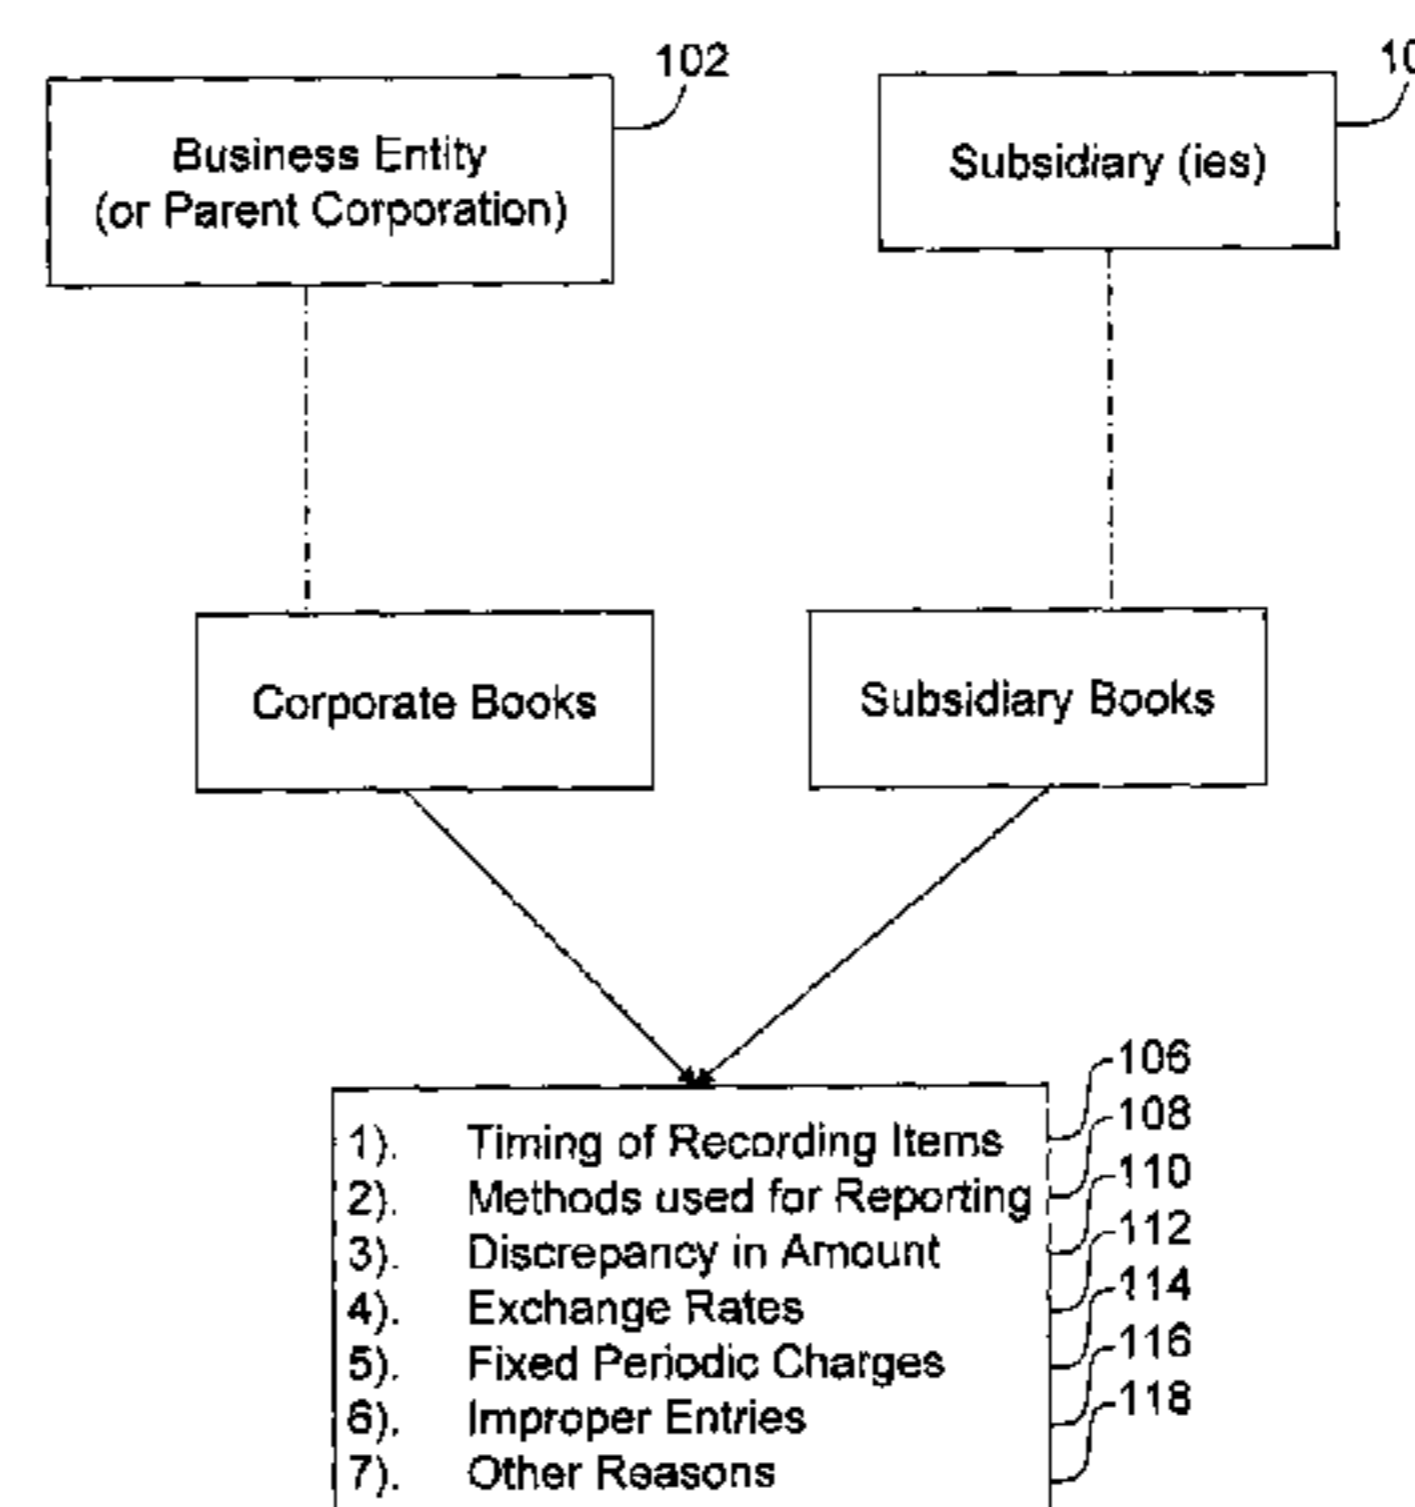 102
Business Entity
(or Parent Corporation)
Subsidiary (ies)
Corporate Books
Subsidiary Books
1). Timing of Recording Items 106
2). Methods used for Reporting 108
3). Discrepancy in Amount 110
4). Exchange Rates 112
5). Fixed Periodic Charges 114
6). Improper Entries 116
7). Other Reasons 118